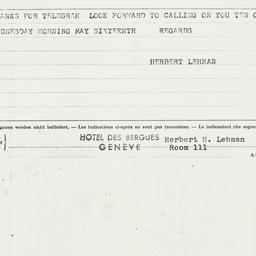 ANKS FOR TELEGRAM LOOK FORWARD TO CALLING ON YOU TEN
DNESDAY MORNING MAY SIXTEENTH REGARDS
HERBERT LEHMAN
gaben werden nicht befördert. — Les indications ci-après ne sont pas transmises. — Le indicazioni che segue
HOTEL DES BERGUES Herbert H. Lehman
GENÈVE Room 111